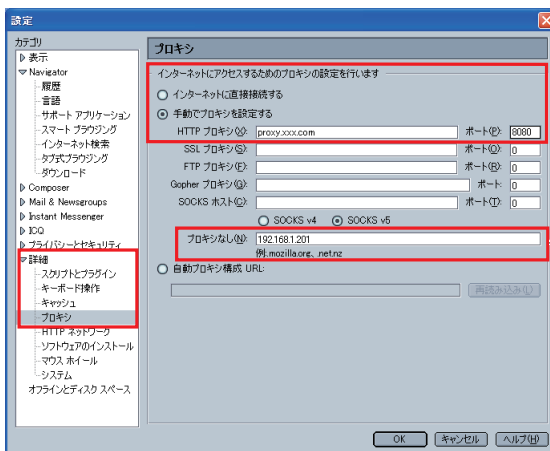 設定
カテゴリ
▷ 表示
▽ Navigator
履歴
言語
サポート アプリケーション
スマート ブラウジング
インターネット検索
タブ式ブラウジング
ダウンロード
▷ Composer
▷ Mail & Newsgroups
▷ Instant Messenger
▷ ICQ
▷ プライバシーとセキュリティ
▽ 詳細
スクリプトとプラグイン
キーボード操作
キャッシュ
プロキシ
HTTP ネットワーク
ソフトウェアのインストール
マウス ホイール
システム
オフラインとディスク スペース
プロキシ
インターネットにアクセスするためのプロキシの設定を行います
インターネットに直接接続する
手動でプロキシを設定する
HTTP プロキシ(X): proxy.xxx.com ポート(P): 8080
SSL プロキシ(S): ポート(O): 0
FTP プロキシ(F): ポート(R): 0
Gopher プロキシ(G): ポート: 0
SOCKS ホスト(C): ポート(T): 0
SOCKS v4 SOCKS v5
プロキシなし(N): 192.168.1.201
例).mozilla.org、.net.nz
自動プロキシ構成 URL:
再読み込み(L)
OK キャンセル ヘルプ(H)